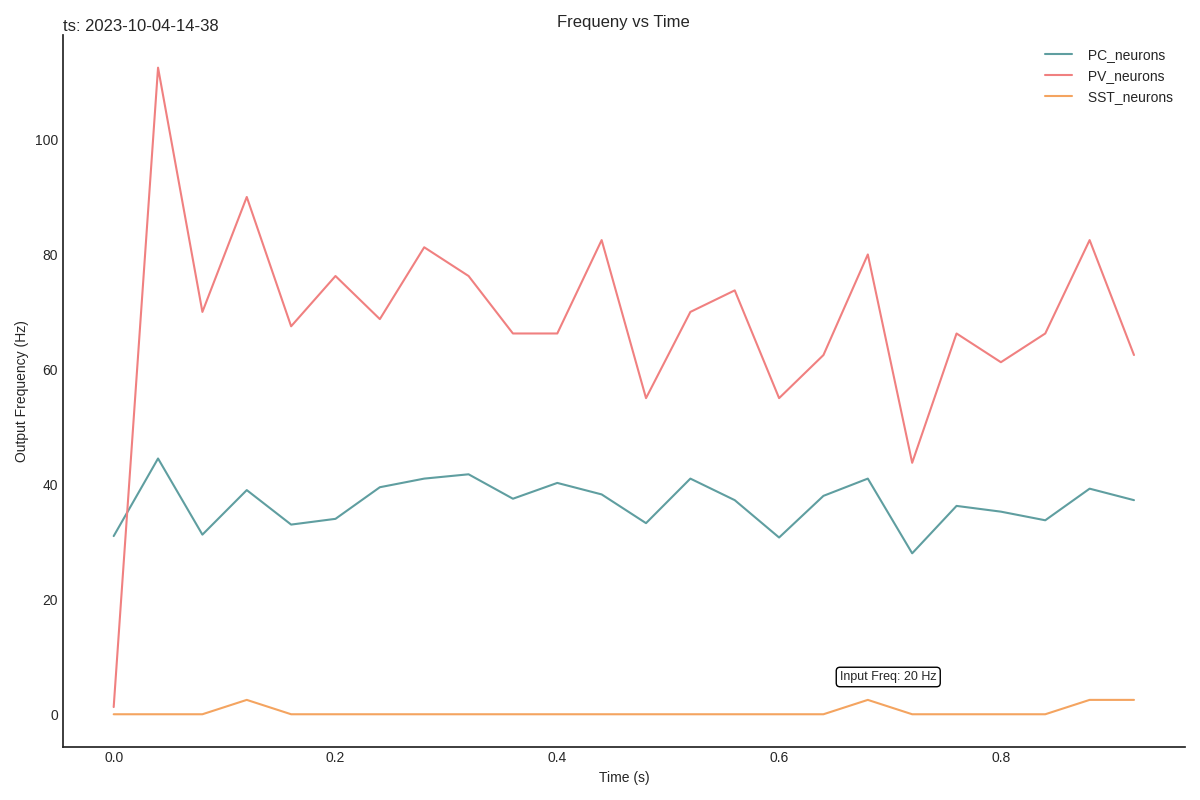 ts: 2023-10-04-14-38
Frequeny vs Time
PC_neurons
PV_neurons
SST_neurons
Output Frequency (Hz)
100
80
60
40
20
0
Input Freq: 20 Hz
0.0 0.2 0.4 0.6 0.8
Time (s)